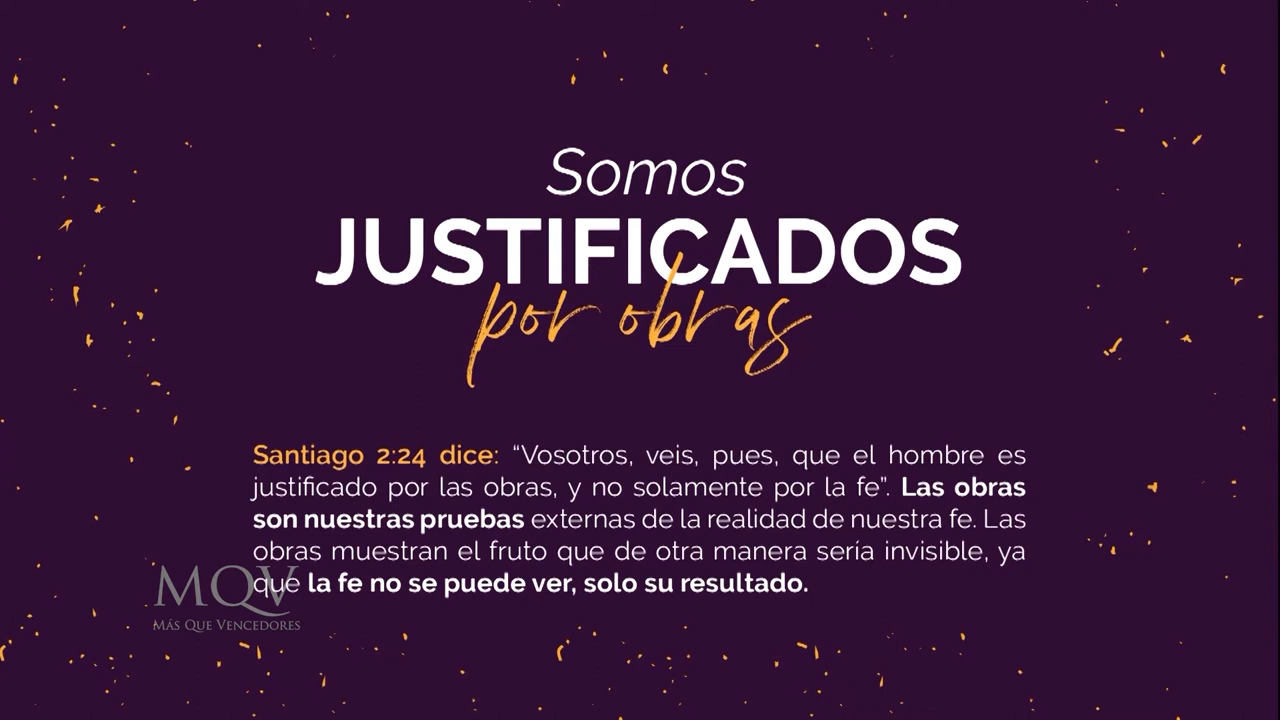 Somos
JUSTIFICADOS
por obras
Santiago 2:24 dice: “Vosotros, veis, pues, que el hombre es
justificado por las obras, y no solamente por la fe”. Las obras
son nuestras pruebas externas de la realidad de nuestra fe. Las
obras muestran el fruto que de otra manera sería invisible, ya
que la fe no se puede ver, solo su resultado.
MQV
MÁS QUE VENCEDORES